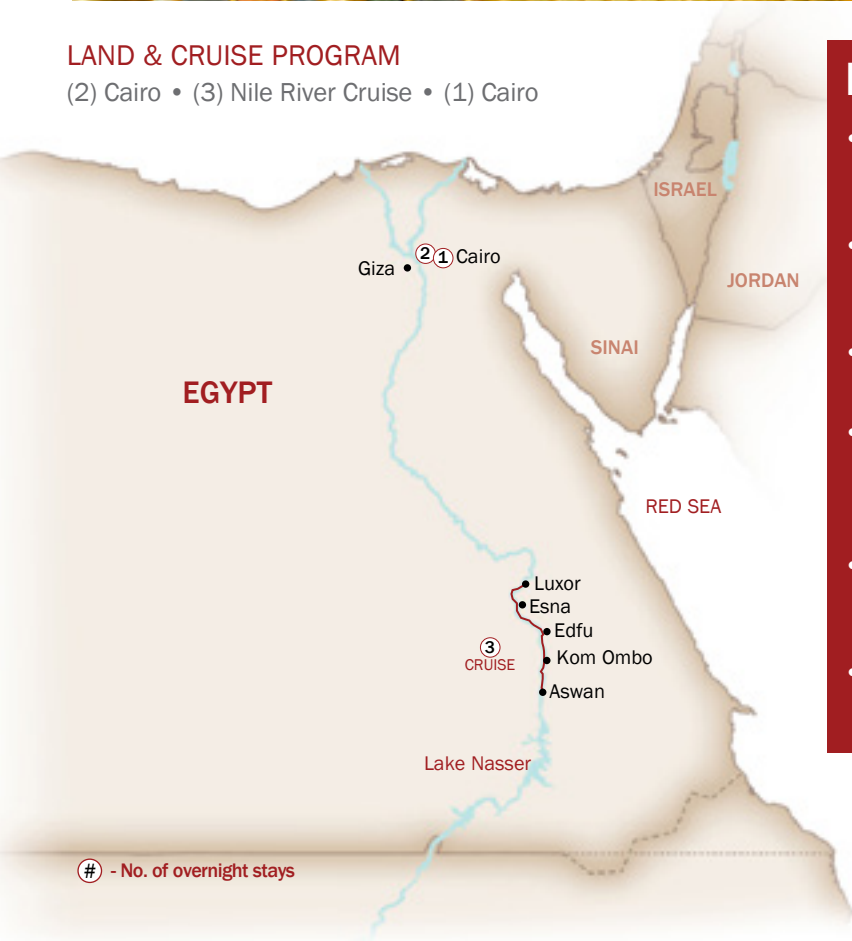 LAND & CRUISE PROGRAM
(2) Cairo • (3) Nile River Cruise • (1) Cairo
ISRAEL
2 1 Cairo
Giza
JORDAN
SINAI
EGYPT
RED SEA
Luxor
Esna
Edfu
3
CRUISE
Kom Ombo
Aswan
Lake Nasser
# - No. of overnight stays